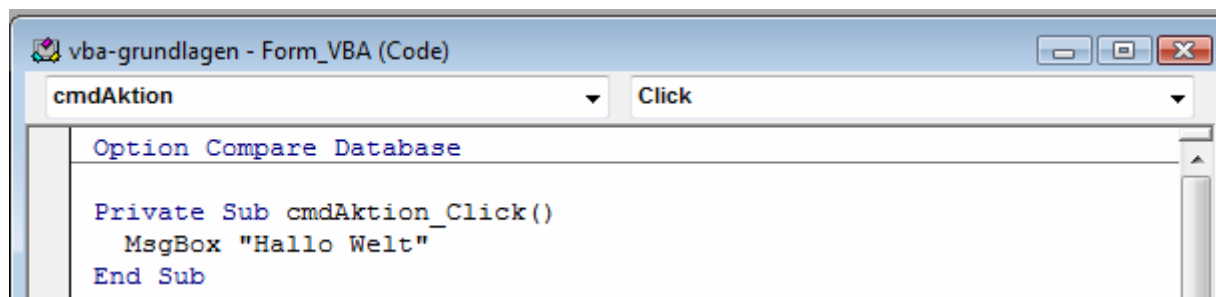 vba-grundlagen - Form_VBA (Code)
cmdAktion Click
Option Compare Database
Private Sub cmdAktion_Click()
MsgBox "Hallo Welt"
End Sub